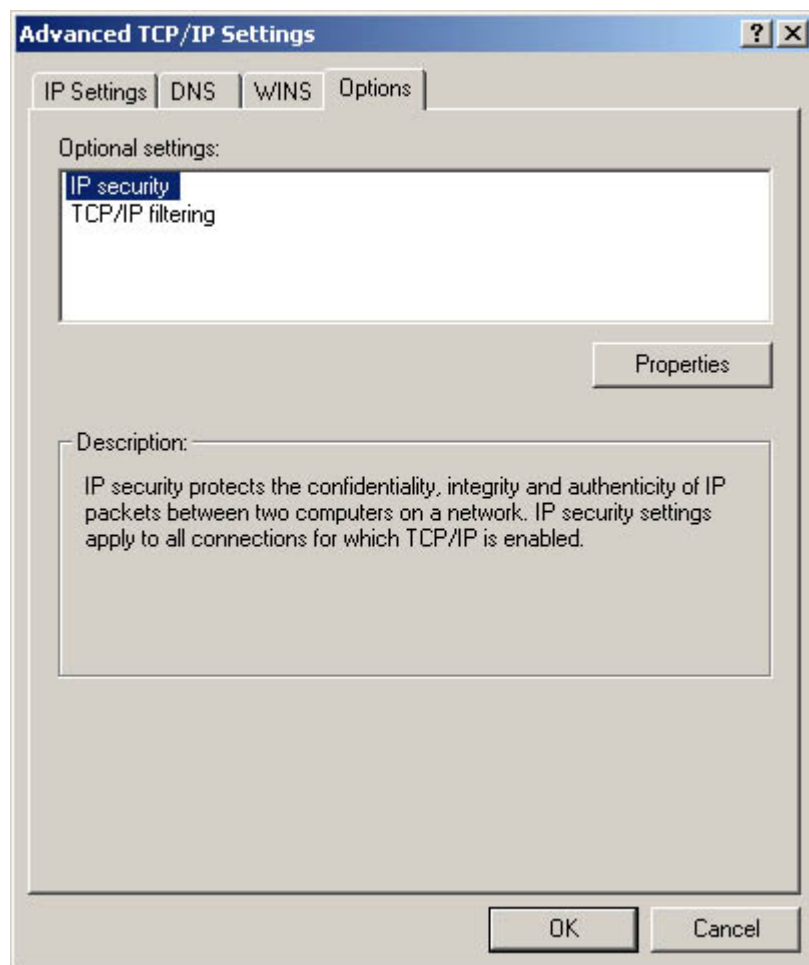 Advanced TCP/IP Settings
IP Settings DNS WINS Options
Optional settings:
IP security
TCP/IP filtering
Properties
Description:
IP security protects the confidentiality, integrity and authenticity of IP
packets between two computers on a network. IP security settings
apply to all connections for which TCP/IP is enabled.
OK Cancel